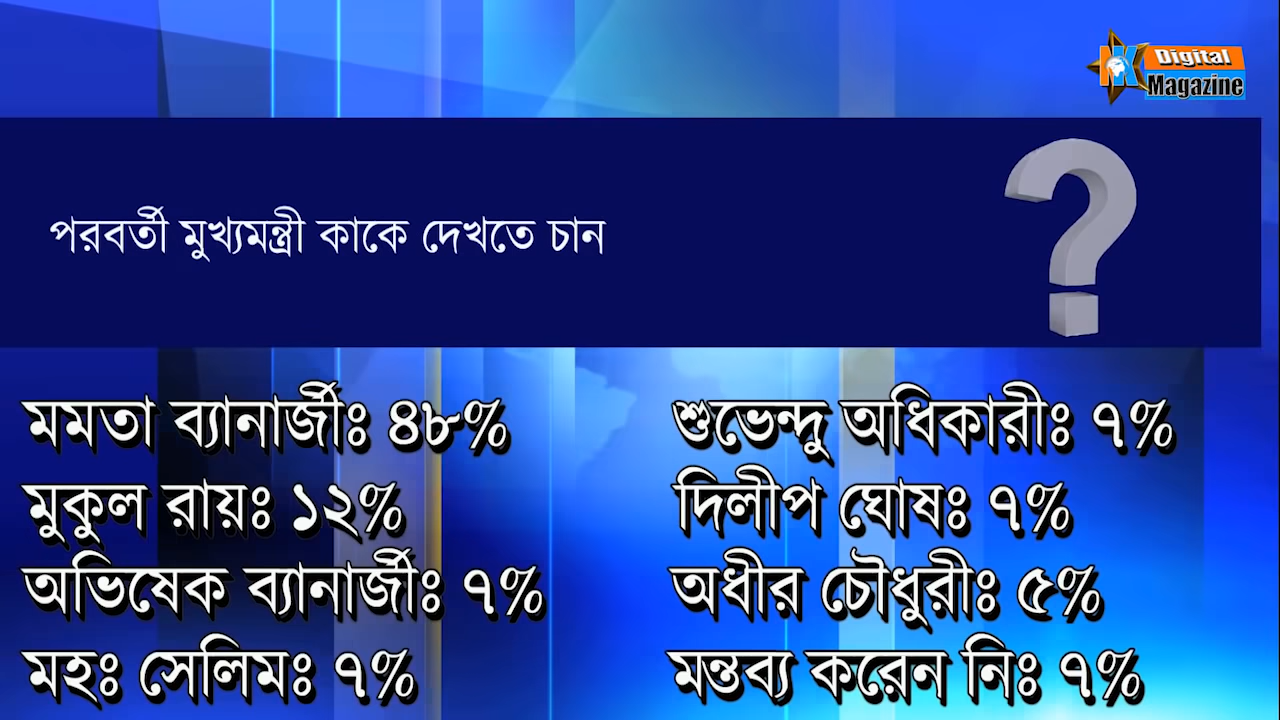 NK Digital
Magazine
পরবর্তী মুখ্যমন্ত্রী কাকে দেখতে চান
?
মমতা ব্যানার্জীঃ ৪৮%
মুকুল রায়ঃ ১২%
অভিষেক ব্যানার্জীঃ ৭%
মহঃ সেলিমঃ ৭%
শুভেন্দু অধিকারীঃ ৭%
দিলীপ ঘোষঃ ৭%
অধীর চৌধুরীঃ ৫%
মন্তব্য করেন নিঃ ৭%